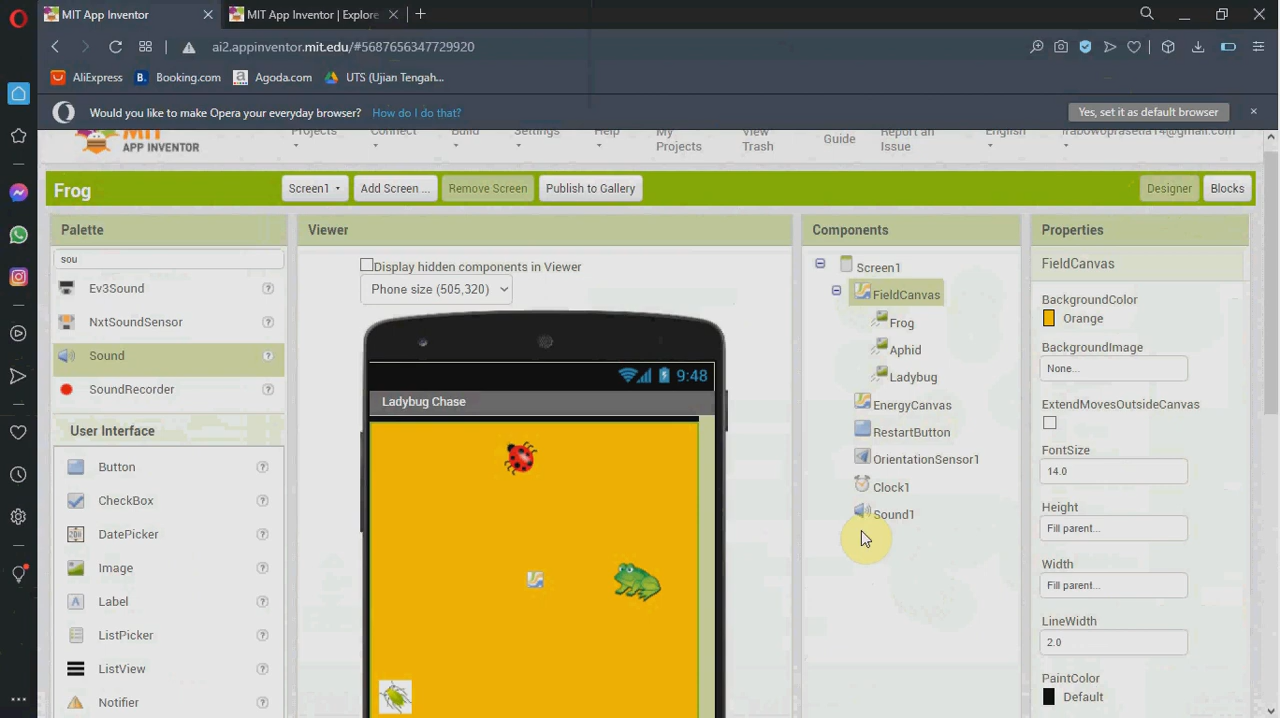 MIT App Inventor
MIT App Inventor | Explore
ai2.appinventor.mit.edu/#5687656347729920
AliExpress
B. Booking.com
a Agoda.com
UTS (Ujian Tengah...
Would you like to make Opera your everyday browser? How do I do that?
Yes, set it as default browser
MIT
APP INVENTOR
Projects
Connect
Build
Settings
Help
My Projects
View Trash
Guide
Report an Issue
English
Frog
Screen1
Add Screen ...
Remove Screen
Publish to Gallery
Designer
Blocks
Palette
sou
Ev3Sound
NxtSoundSensor
Sound
SoundRecorder
User Interface
Button
CheckBox
DatePicker
Image
Label
ListPicker
ListView
Notifier
Viewer
Display hidden components in Viewer
Phone size (505,320)
9:48
Ladybug Chase
Components
Screen1
FieldCanvas
Frog
Aphid
Ladybug
EnergyCanvas
RestartButton
OrientationSensor1
Clock1
Sound1
Properties
FieldCanvas
BackgroundColor
Orange
BackgroundImage
None...
ExtendMovesOutsideCanvas
FontSize
14.0
Height
Fill parent...
Width
Fill parent...
LineWidth
2.0
PaintColor
Default